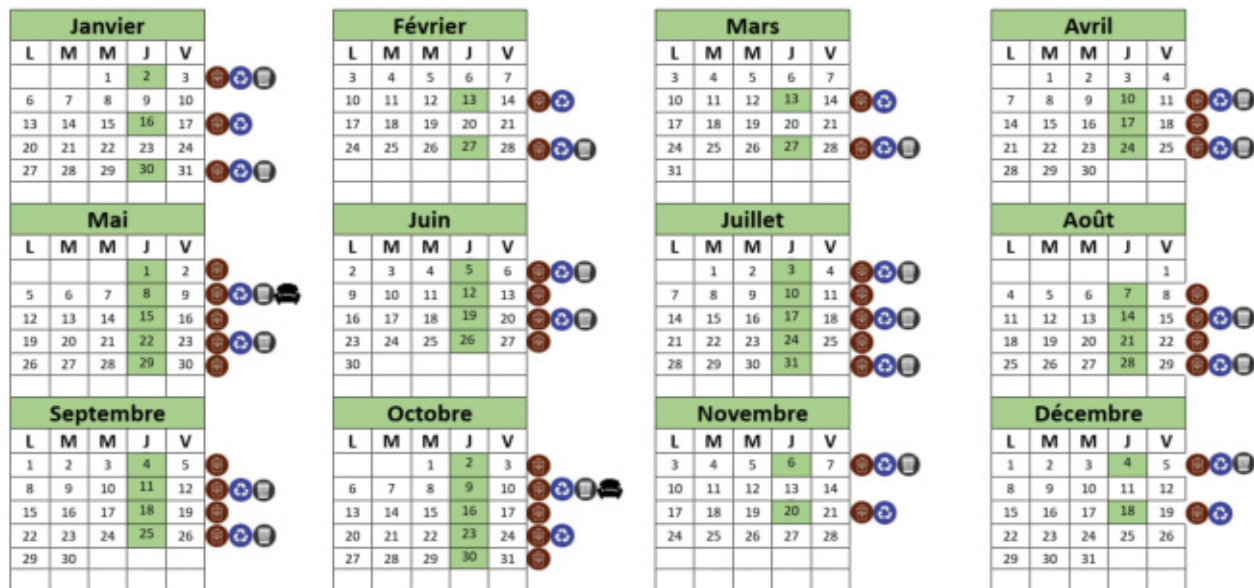 Janvier
L M M J V
1 2 3
6 7 8 9 10
13 14 15 16 17
20 21 22 23 24
27 28 29 30 31
Février
L M M J V
3 4 5 6 7
10 11 12 13 14
17 18 19 20 21
24 25 26 27 28
Mars
L M M J V
3 4 5 6 7
10 11 12 13 14
17 18 19 20 21
24 25 26 27 28
31
Avril
L M M J V
1 2 3 4
7 8 9 10 11
14 15 16 17 18
21 22 23 24 25
28 29 30
Mai
L M M J V
1 2
5 6 7 8 9
12 13 14 15 16
19 20 21 22 23
26 27 28 29 30
Juin
L M M J V
2 3 4 5 6
9 10 11 12 13
16 17 18 19 20
23 24 25 26 27
30
Juillet
L M M J V
1 2 3 4
7 8 9 10 11
14 15 16 17 18
21 22 23 24 25
28 29 30 31
Août
L M M J V
1
4 5 6 7 8
11 12 13 14 15
18 19 20 21 22
25 26 27 28 29
Septembre
L M M J V
1 2 3 4 5
8 9 10 11 12
15 16 17 18 19
22 23 24 25 26
29 30
Octobre
L M M J V
1 2 3
6 7 8 9 10
13 14 15 16 17
20 21 22 23 24
27 28 29 30 31
Novembre
L M M J V
3 4 5 6 7
10 11 12 13 14
17 18 19 20 21
24 25 26 27 28
Décembre
L M M J V
1 2 3 4 5
8 9 10 11 12
15 16 17 18 19
22 23 24 25 26
29 30 31